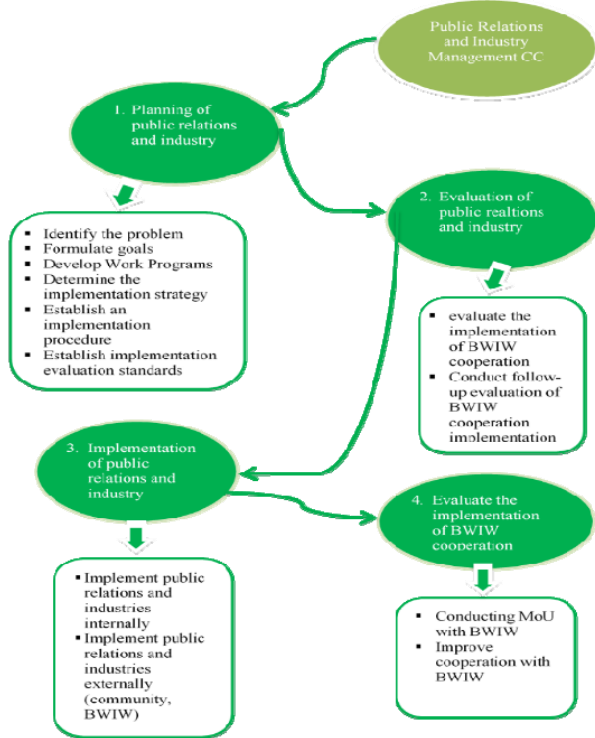 Public Relations
and Industry
Management CC
1. Planning of
public relations
and industry
2. Evaluation of
public realtions
and industry
▪ Identify the problem
▪ Formulate goals
▪ Develop Work Programs
▪ Determine the
implementation strategy
▪ Establish an
implementation
procedure
▪ Establish implementation
evaluation standards
▪ evaluate the
implementation
of BWIW
cooperation
▪ Conduct follow-
up evaluation of
BWIW
cooperation
implementation
3. Implementation
of public
relations and
industry
4. Evaluate the
implementation
of BWIW
cooperation
▪ Implement public
relations and
industries
internally
▪ Implement public
relations and
industries
externally
(community,
BWIW)
▪ Conducting MoU
with BWIW
▪ Improve
cooperation with
BWIW